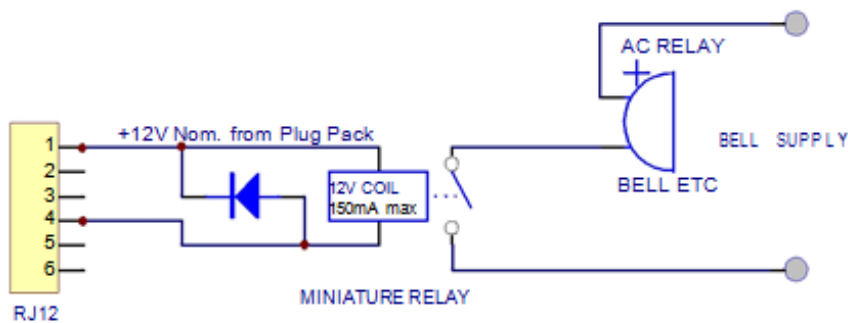 AC RELAY
+
+12V Nom. from Plug Pack
BELL SUPPLY
1
2
3
4
5
6
12V COIL
150mA max
BELL ETC
MINIATURE RELAY
RJ12